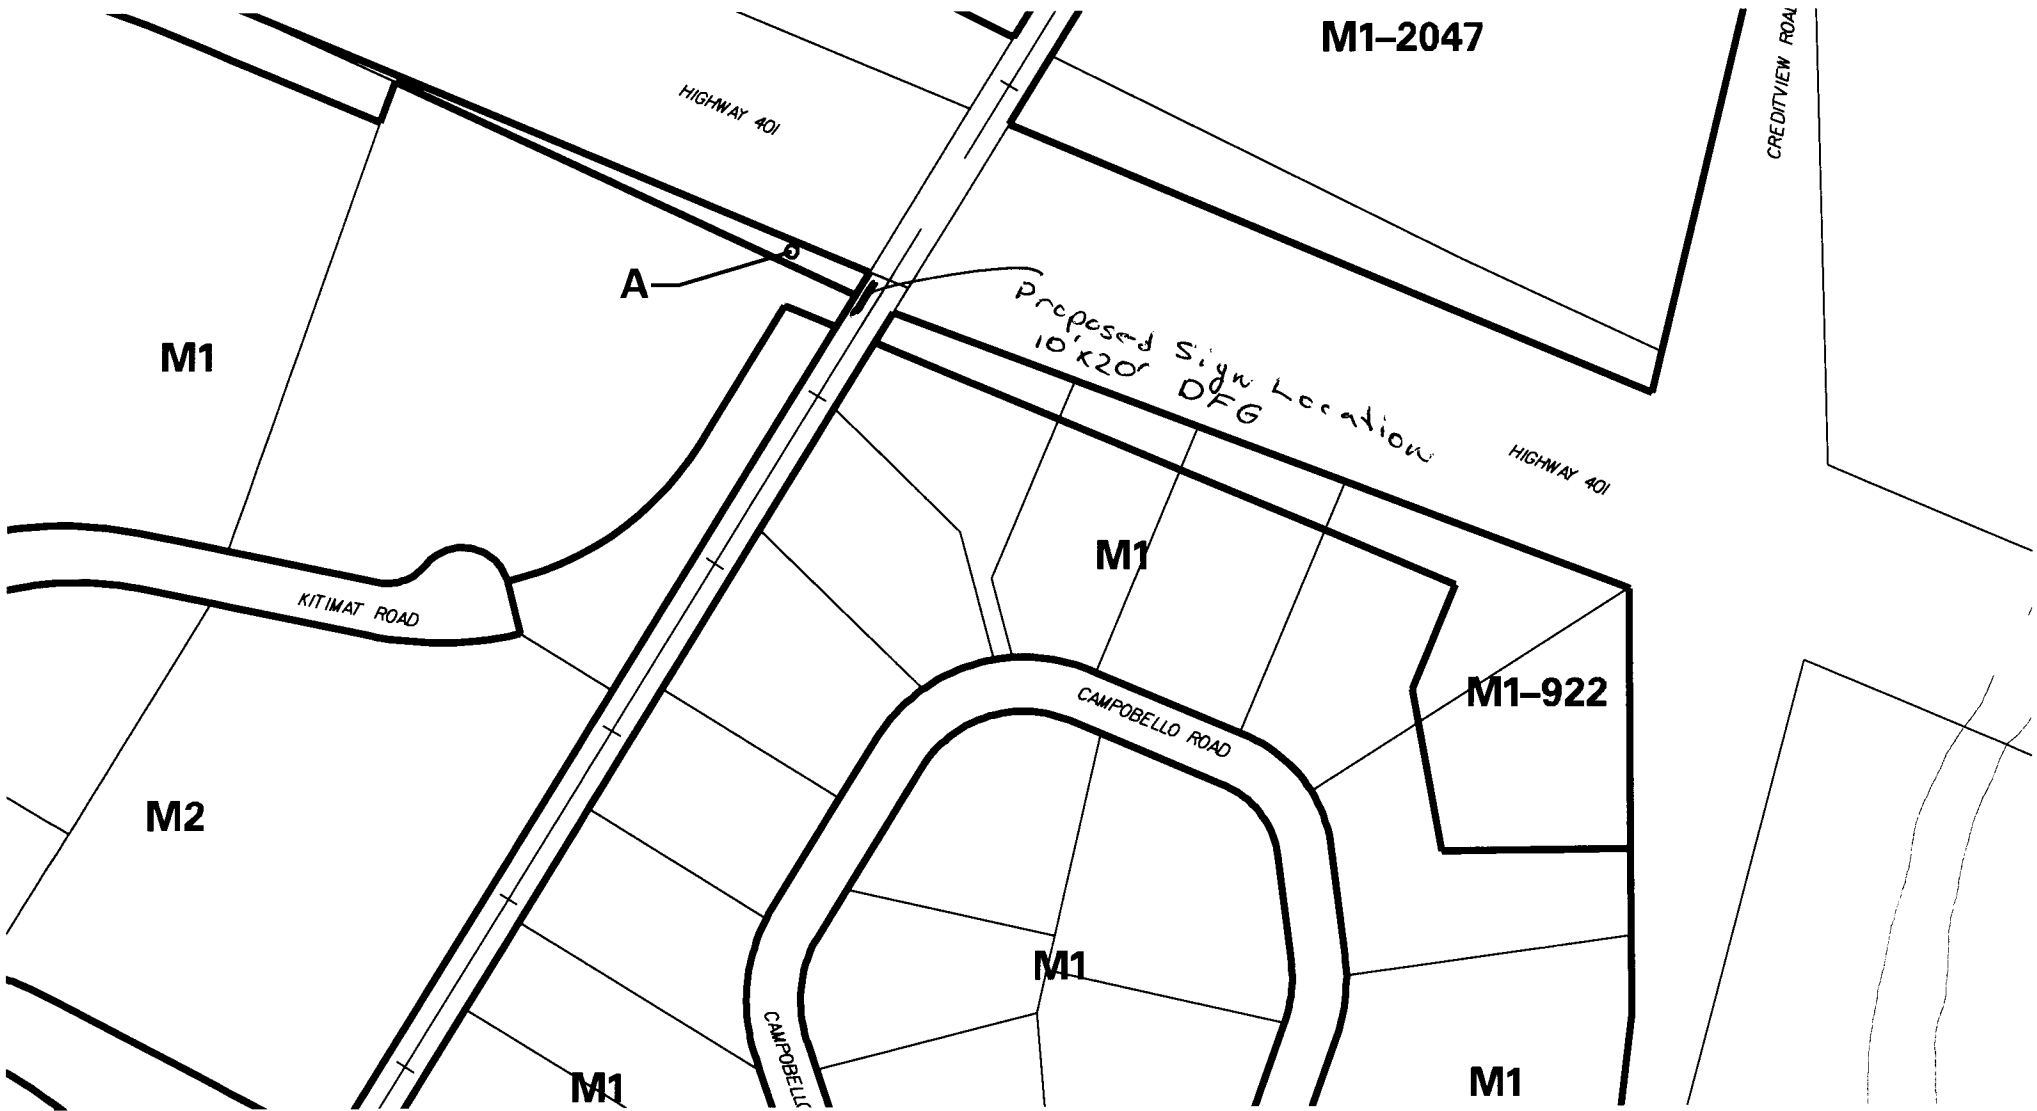 M1–2047
CREDITVIEW ROAD
HIGHWAY 401
A
Proposed Sign Location
10'x20' DFG
M1
HIGHWAY 401
M1
KITIMAT ROAD
M1–922
CAMPOBELLO ROAD
M2
M1
CAMPOBELLO
M1
M1